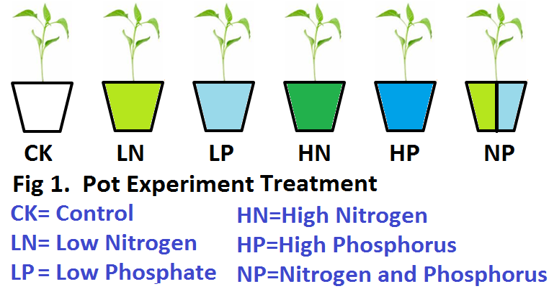 CK LN LP HN HP NP
Fig 1. Pot Experiment Treatment
CK= Control
LN= Low Nitrogen
LP= Low Phosphate
HN=High Nitrogen
HP=High Phosphorus
NP=Nitrogen and Phosphorus